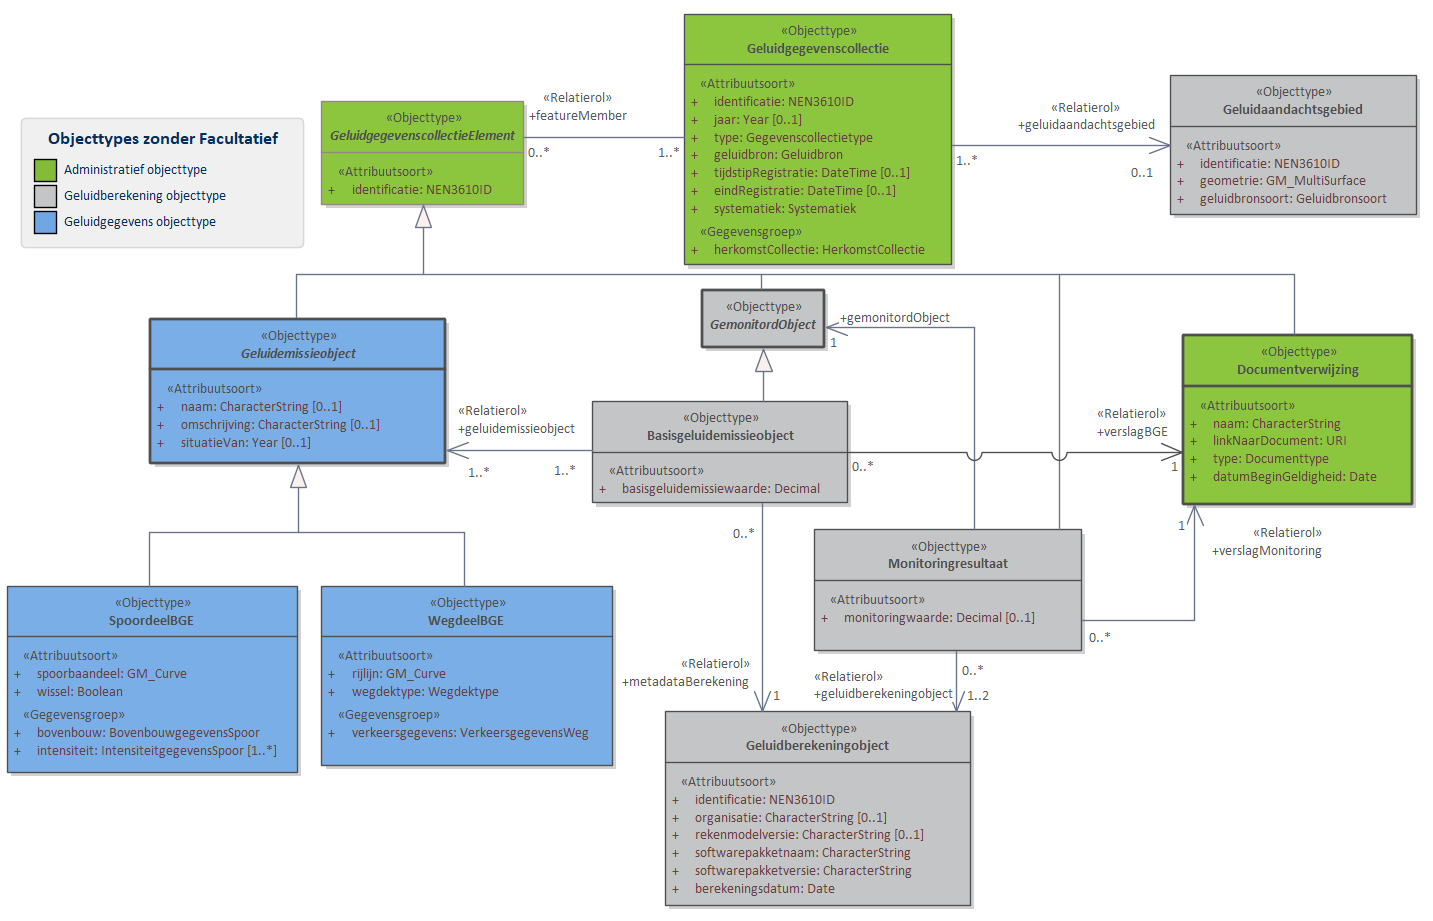 Objecttypes zonder Facultatief
Administratief objecttype
Geluidberekening objecttype
Geluidgegevens objecttype
«Objecttype»
GeluidgegevenscollectieElement
«Attribuutsoort»
+ identificatie: NEN3610ID
«Relatierol»
+featureMember
0..*
1..*
«Objecttype»
Geluidgegevenscollectie
«Attribuutsoort»
+ identificatie: NEN3610ID
+ jaar: Year [0..1]
+ type: Gegevenscollectietype
+ geluidbron: Geluidbron
+ tijdstipRegistratie: DateTime [0..1]
+ eindRegistratie: DateTime [0..1]
+ systematiek: Systematiek
«Gegevensgroep»
+ herkomstCollectie: HerkomstCollectie
«Relatierol»
+geluidaandachtsgebied
1..*
0..1
«Objecttype»
Geluidaandachtsgebied
«Attribuutsoort»
+ identificatie: NEN3610ID
+ geometrie: GM_MultiSurface
+ geluidbronsoort: Geluidbronsoort
«Objecttype»
Geluidemissieobject
«Attribuutsoort»
+ naam: CharacterString [0..1]
+ omschrijving: CharacterString [0..1]
+ situatieVan: Year [0..1]
«Objecttype»
GemonitordObject
+gemonitordObject
1
«Objecttype»
Documentverwijzing
«Attribuutsoort»
+ naam: CharacterString
+ linkNaarDocument: URI
+ type: Documenttype
+ datumBeginGeldigheid: Date
«Relatierol»
+geluidemissieobject
1..*
1..*
«Objecttype»
Basisgeluidemissieobject
«Attribuutsoort»
+ basisgeluidemissiewaarde: Decimal
«Relatierol»
+verslagBGE
0..*
1
«Objecttype»
Monitoringresultaat
«Attribuutsoort»
+ monitoringwaarde: Decimal [0..1]
1
«Relatierol»
+verslagMonitoring
0..*
«Objecttype»
SpoordeelBGE
«Attribuutsoort»
+ spoorbaandeel: GM_Curve
+ wissel: Boolean
«Gegevensgroep»
+ bovenbouw: BovenbouwgegevensSpoor
+ intensiteit: IntensiteitgegevensSpoor [1..*]
«Objecttype»
WegdeelBGE
«Attribuutsoort»
+ rijlijn: GM_Curve
+ wegdektype: Wegdektype
«Gegevensgroep»
+ verkeersgegevens: VerkeersgegevensWeg
0..*
«Relatierol»
+metadataBerekening
1
0..*
«Relatierol»
+geluidberekeningobject
1..2
«Objecttype»
Geluidberekeningobject
«Attribuutsoort»
+ identificatie: NEN3610ID
+ organisatie: CharacterString [0..1]
+ rekenmodelversie: CharacterString [0..1]
+ softwarepakketnaam: CharacterString
+ softwarepakketversie: CharacterString
+ berekeningsdatum: Date